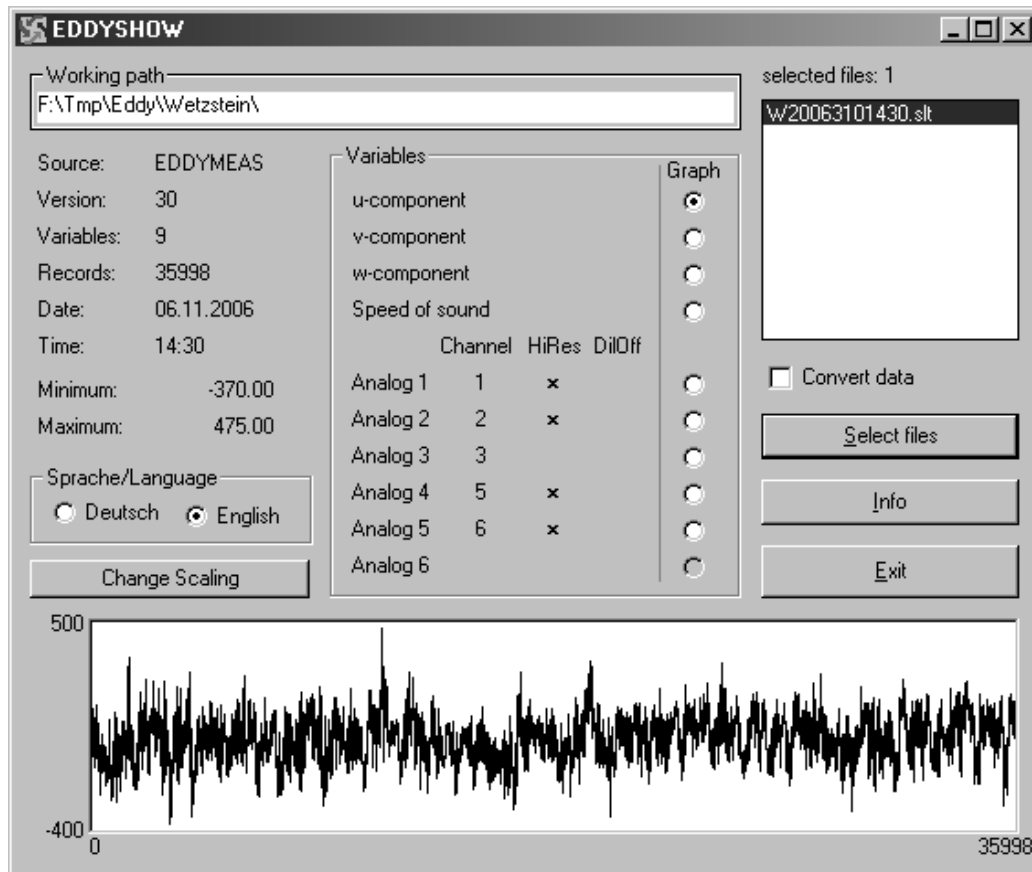 EDDYSHOW
Working path
F:\Tmp\Eddy\Wetzstein\
selected files: 1
W20063101430.slt
Source: EDDYMEAS
Version: 30
Variables: 9
Records: 35998
Date: 06.11.2006
Time: 14:30
Minimum: -370.00
Maximum: 475.00
Sprache/Language
Deutsch English
Change Scaling
Variables
Graph
u-component
v-component
w-component
Speed of sound
Channel HiRes DilOff
Analog 1 1 ×
Analog 2 2 ×
Analog 3 3
Analog 4 5 ×
Analog 5 6 ×
Analog 6
Convert data
Select files
Info
Exit
500
-400
0 35998